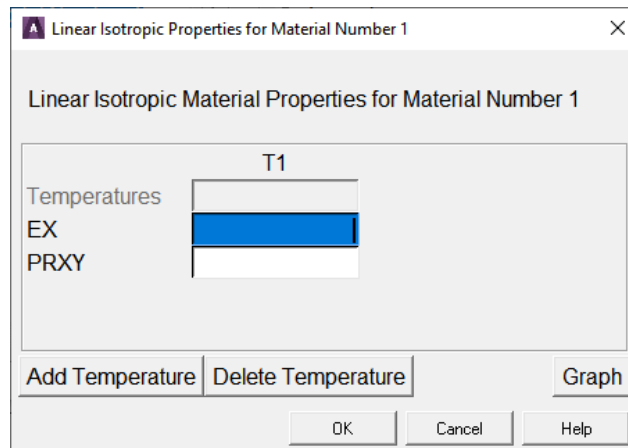 Linear Isotropic Properties for Material Number 1
Linear Isotropic Material Properties for Material Number 1
T1
Temperatures
EX
PRXY
Add Temperature Delete Temperature Graph
OK Cancel Help